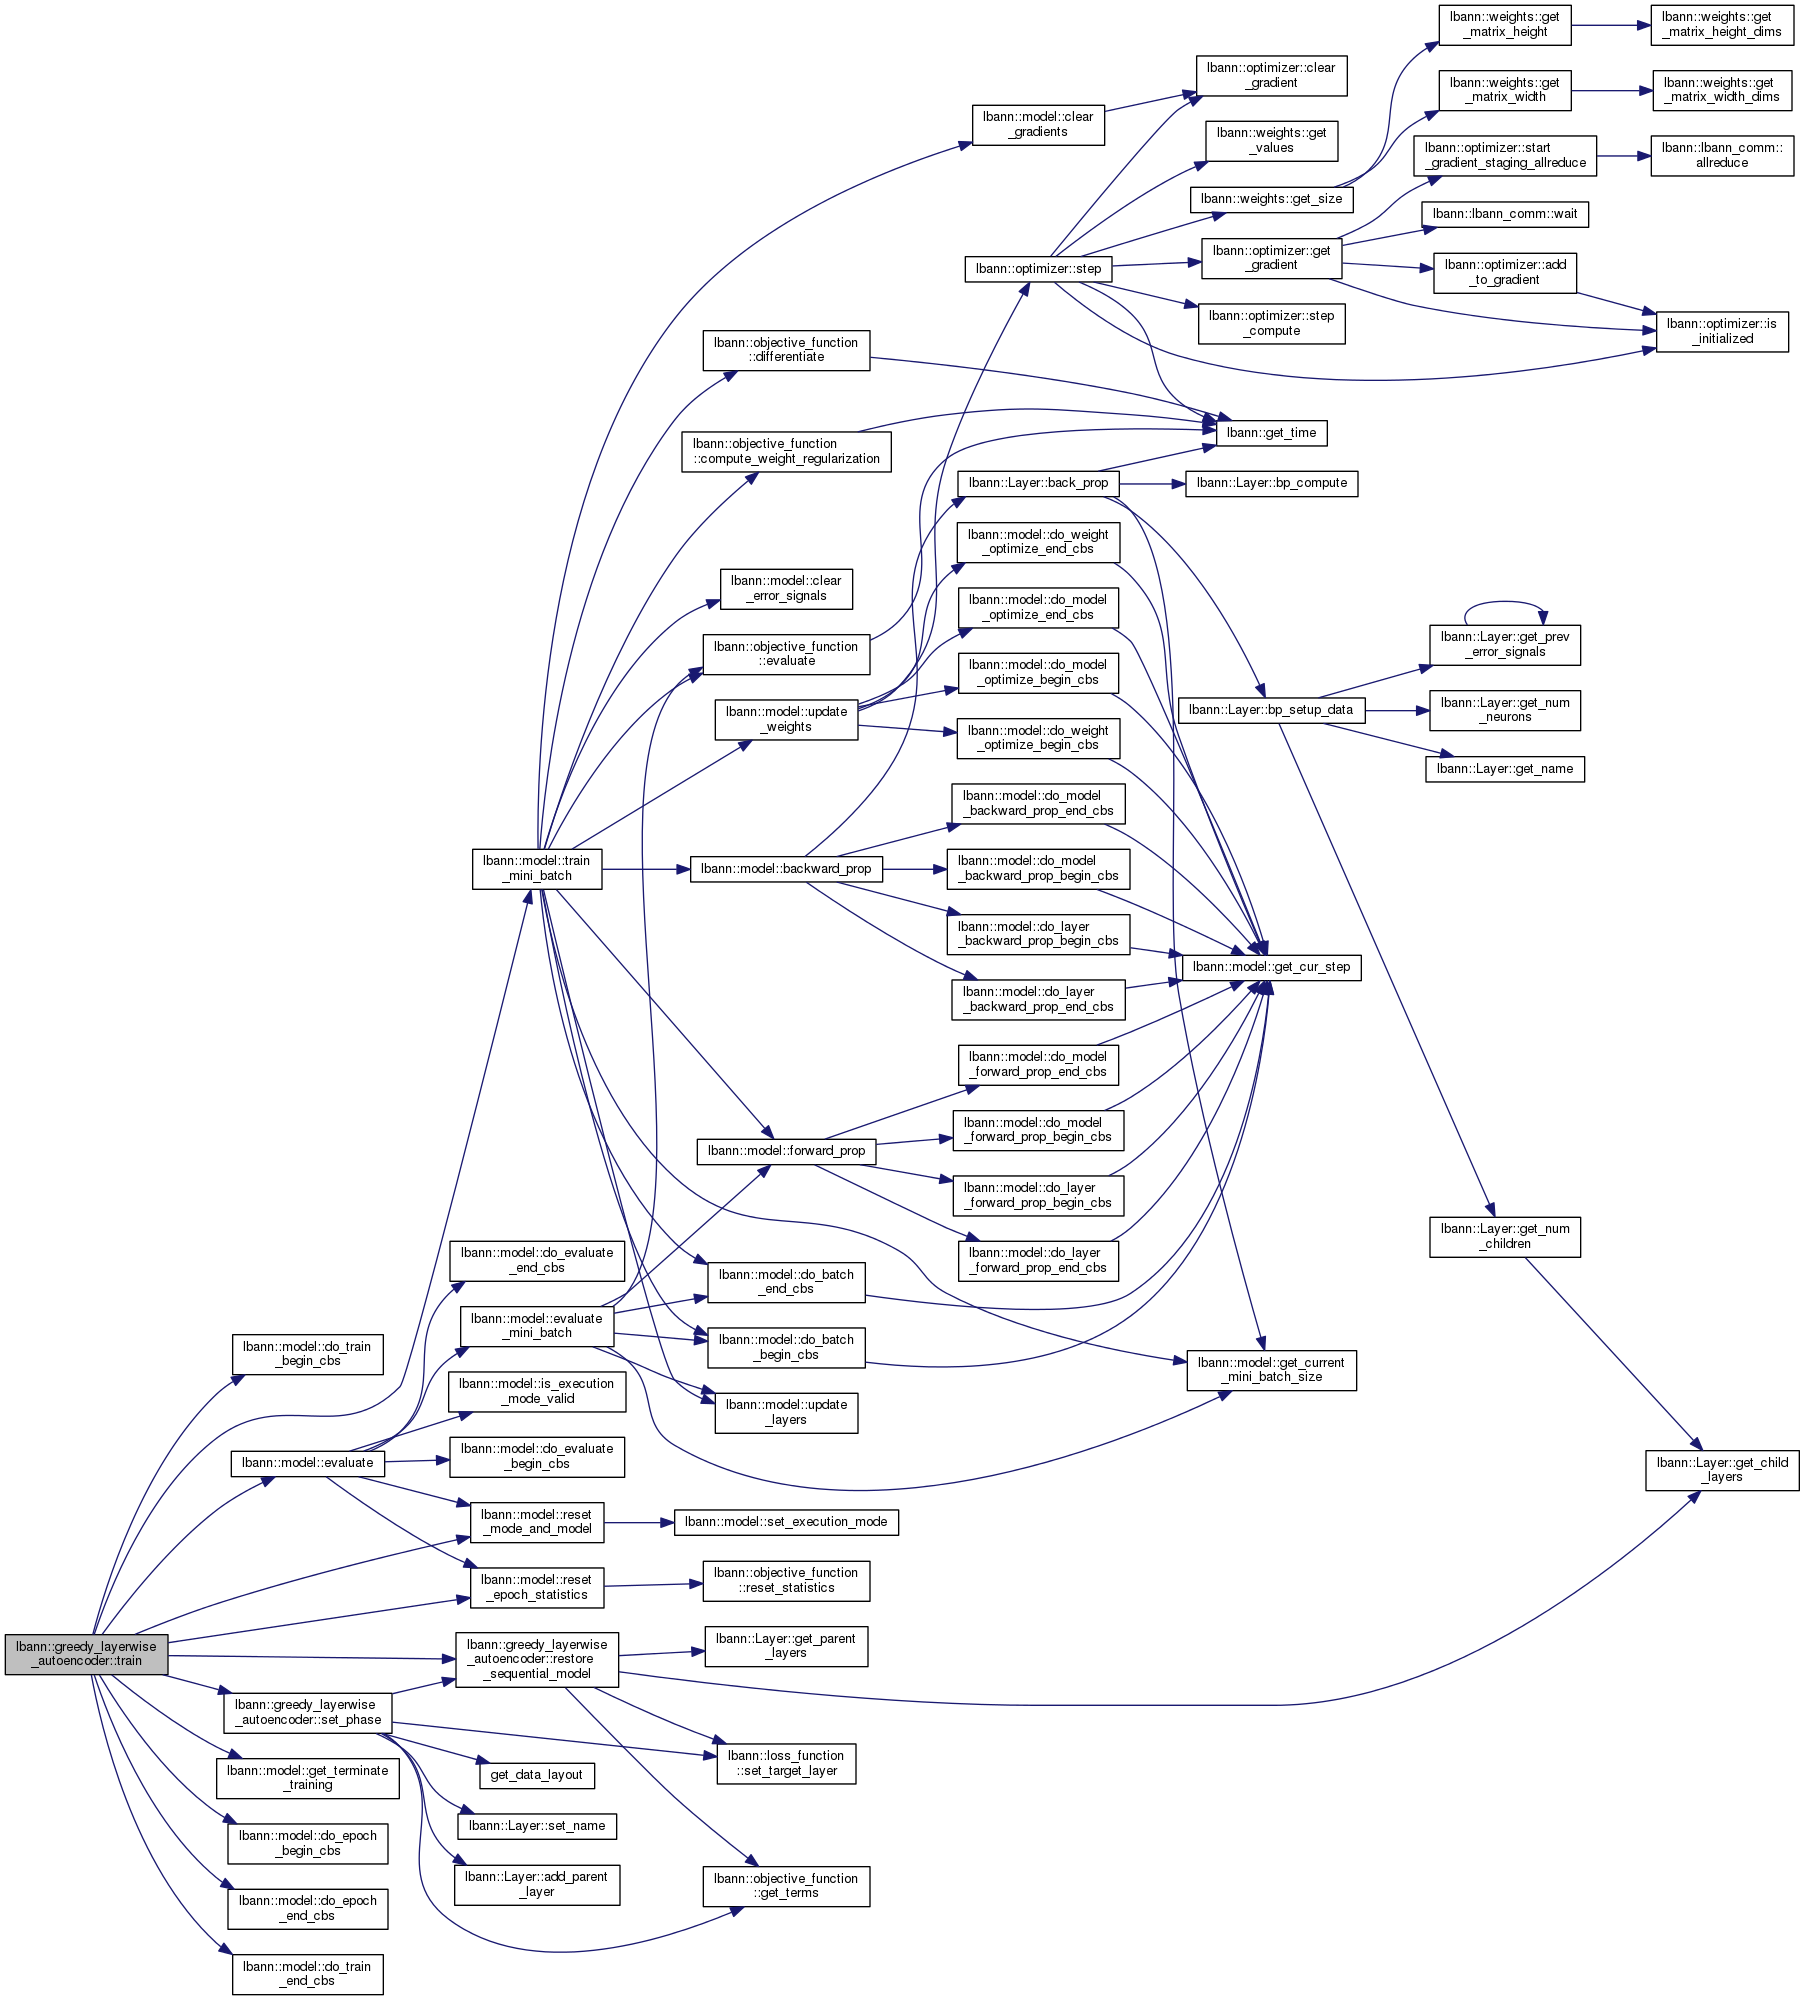 lbann::weights::get
_matrix_height
lbann::weights::get
_matrix_height_dims
lbann::optimizer::clear
_gradient
lbann::weights::get
_matrix_width
lbann::weights::get
_matrix_width_dims
lbann::model::clear
_gradients
lbann::weights::get
_values
lbann::optimizer::start
_gradient_staging_allreduce
lbann::lbann_comm::
allreduce
lbann::weights::get_size
lbann::lbann_comm::wait
lbann::optimizer::get
_gradient
lbann::optimizer::step
lbann::optimizer::add
_to_gradient
lbann::optimizer::step
_compute
lbann::optimizer::is
_initialized
lbann::objective_function
::differentiate
lbann::get_time
lbann::objective_function
::compute_weight_regularization
lbann::Layer::back_prop
lbann::Layer::bp_compute
lbann::model::do_weight
_optimize_end_cbs
lbann::model::clear
_error_signals
lbann::model::do_model
_optimize_end_cbs
lbann::objective_function
::evaluate
lbann::model::do_model
_optimize_begin_cbs
lbann::Layer::get_prev
_error_signals
lbann::model::update
_weights
lbann::model::do_weight
_optimize_begin_cbs
lbann::Layer::bp_setup_data
lbann::Layer::get_num
_neurons
lbann::Layer::get_name
lbann::model::do_model
_backward_prop_end_cbs
lbann::model::train
_mini_batch
lbann::model::backward_prop
lbann::model::do_model
_backward_prop_begin_cbs
lbann::model::do_layer
_backward_prop_begin_cbs
lbann::model::get_cur_step
lbann::model::do_layer
_backward_prop_end_cbs
lbann::model::do_model
_forward_prop_end_cbs
lbann::model::forward_prop
lbann::model::do_model
_forward_prop_begin_cbs
lbann::model::do_layer
_forward_prop_begin_cbs
lbann::Layer::get_num
_children
lbann::model::do_evaluate
_end_cbs
lbann::model::do_layer
_forward_prop_end_cbs
lbann::model::do_batch
_end_cbs
lbann::model::do_train
_begin_cbs
lbann::model::evaluate
_mini_batch
lbann::model::do_batch
_begin_cbs
lbann::model::get_current
_mini_batch_size
lbann::model::is_execution
_mode_valid
lbann::model::update
_layers
lbann::model::evaluate
lbann::model::do_evaluate
_begin_cbs
lbann::Layer::get_child
_layers
lbann::model::reset
_mode_and_model
lbann::model::set_execution_mode
lbann::model::reset
_epoch_statistics
lbann::objective_function
::reset_statistics
lbann::greedy_layerwise
_autoencoder::train
lbann::greedy_layerwise
_autoencoder::restore
_sequential_model
lbann::Layer::get_parent
_layers
lbann::greedy_layerwise
_autoencoder::set_phase
lbann::model::get_terminate
_training
get_data_layout
lbann::loss_function
::set_target_layer
lbann::Layer::set_name
lbann::model::do_epoch
_begin_cbs
lbann::Layer::add_parent
_layer
lbann::objective_function
::get_terms
lbann::model::do_epoch
_end_cbs
lbann::model::do_train
_end_cbs